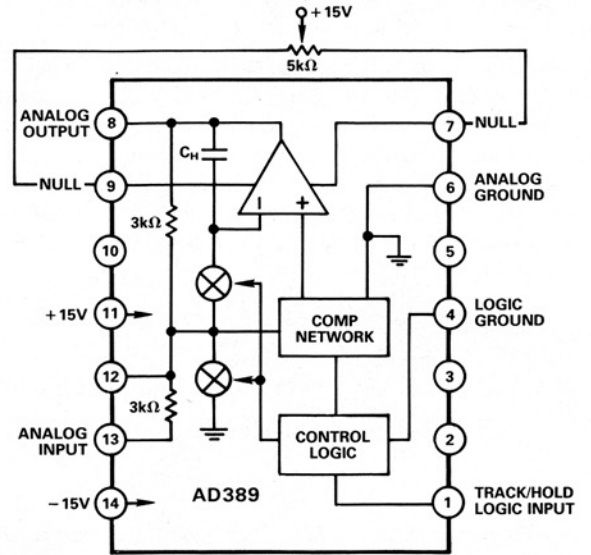 +15V
5kΩ
ANALOG
OUTPUT
8
7
NULL
CH
NULL
9
6
ANALOG
GROUND
3kΩ
10
5
+15V
11
COMP
NETWORK
4
LOGIC
GROUND
12
3
3kΩ
ANALOG
INPUT
13
CONTROL
LOGIC
2
−15V
14
AD389
1
TRACK/HOLD
LOGIC INPUT
− +